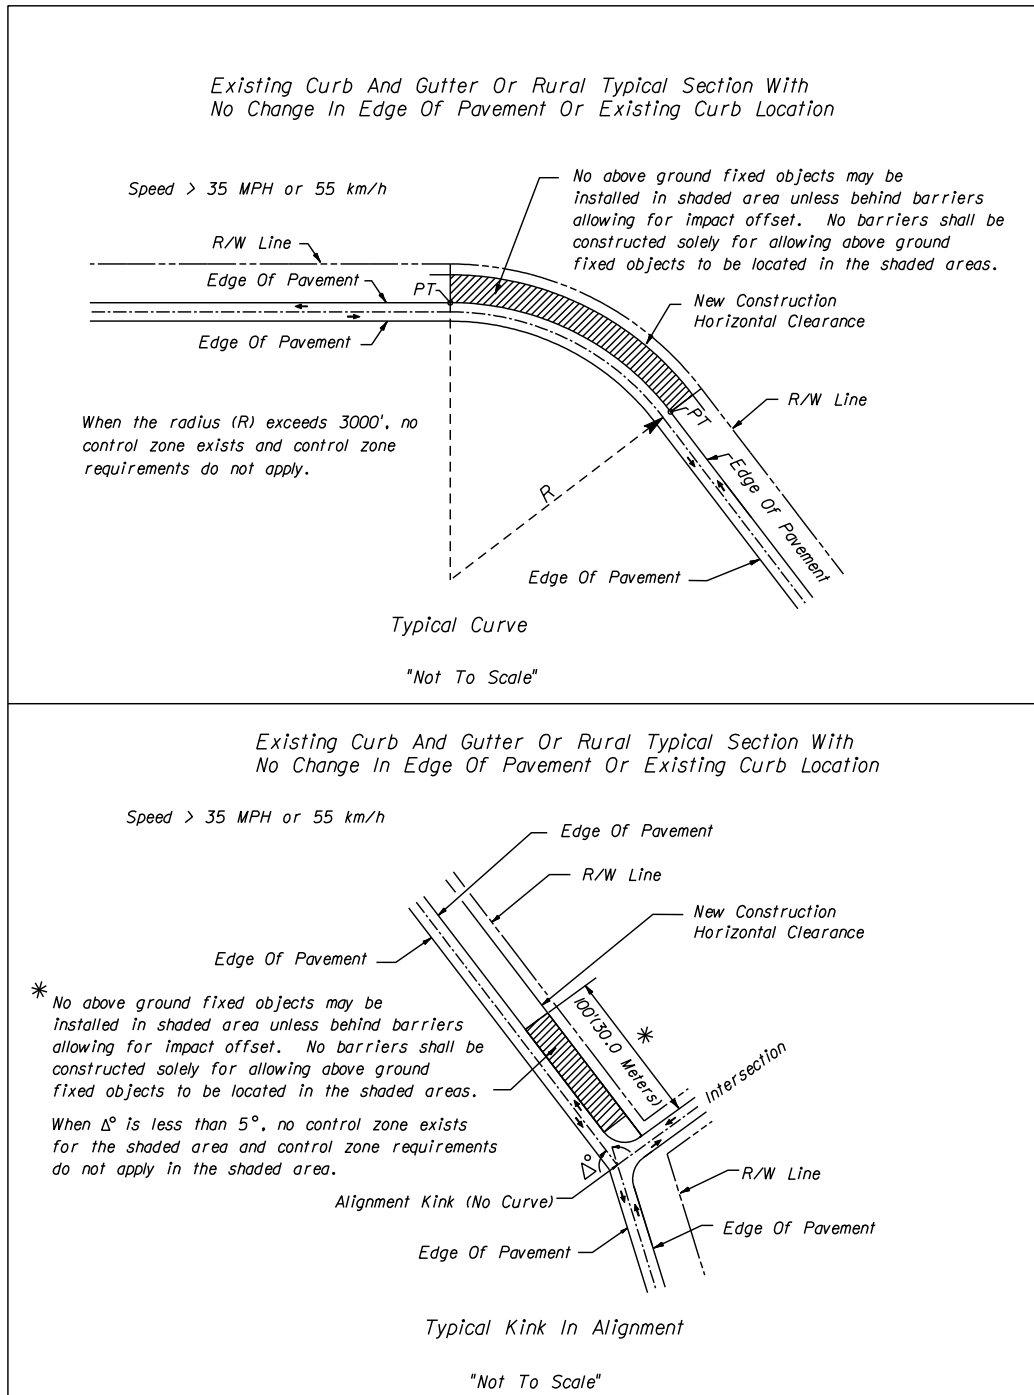 Existing Curb And Gutter Or Rural Typical Section With
No Change In Edge Of Pavement Or Existing Curb Location
Speed > 35 MPH or 55 km/h
No above ground fixed objects may be
installed in shaded area unless behind barriers
allowing for impact offset. No barriers shall be
constructed solely for allowing above ground
fixed objects to be located in the shaded areas.
R/W Line
Edge Of Pavement
PT
New Construction
Horizontal Clearance
Edge Of Pavement
R/W Line
PT
When the radius (R) exceeds 3000', no
control zone exists and control zone
requirements do not apply.
Edge Of Pavement
R
Edge Of Pavement
Typical Curve
"Not To Scale"
Existing Curb And Gutter Or Rural Typical Section With
No Change In Edge Of Pavement Or Existing Curb Location
Speed > 35 MPH or 55 km/h
Edge Of Pavement
R/W Line
New Construction
Horizontal Clearance
Edge Of Pavement
* No above ground fixed objects may be
installed in shaded area unless behind barriers
allowing for impact offset. No barriers shall be
constructed solely for allowing above ground
fixed objects to be located in the shaded areas.
100'(30.0 Meters)
*
Intersection
When Δ° is less than 5°, no control zone exists
for the shaded area and control zone requirements
do not apply in the shaded area.
Δ°
R/W Line
Alignment Kink (No Curve)
Edge Of Pavement
Edge Of Pavement
Typical Kink In Alignment
"Not To Scale"